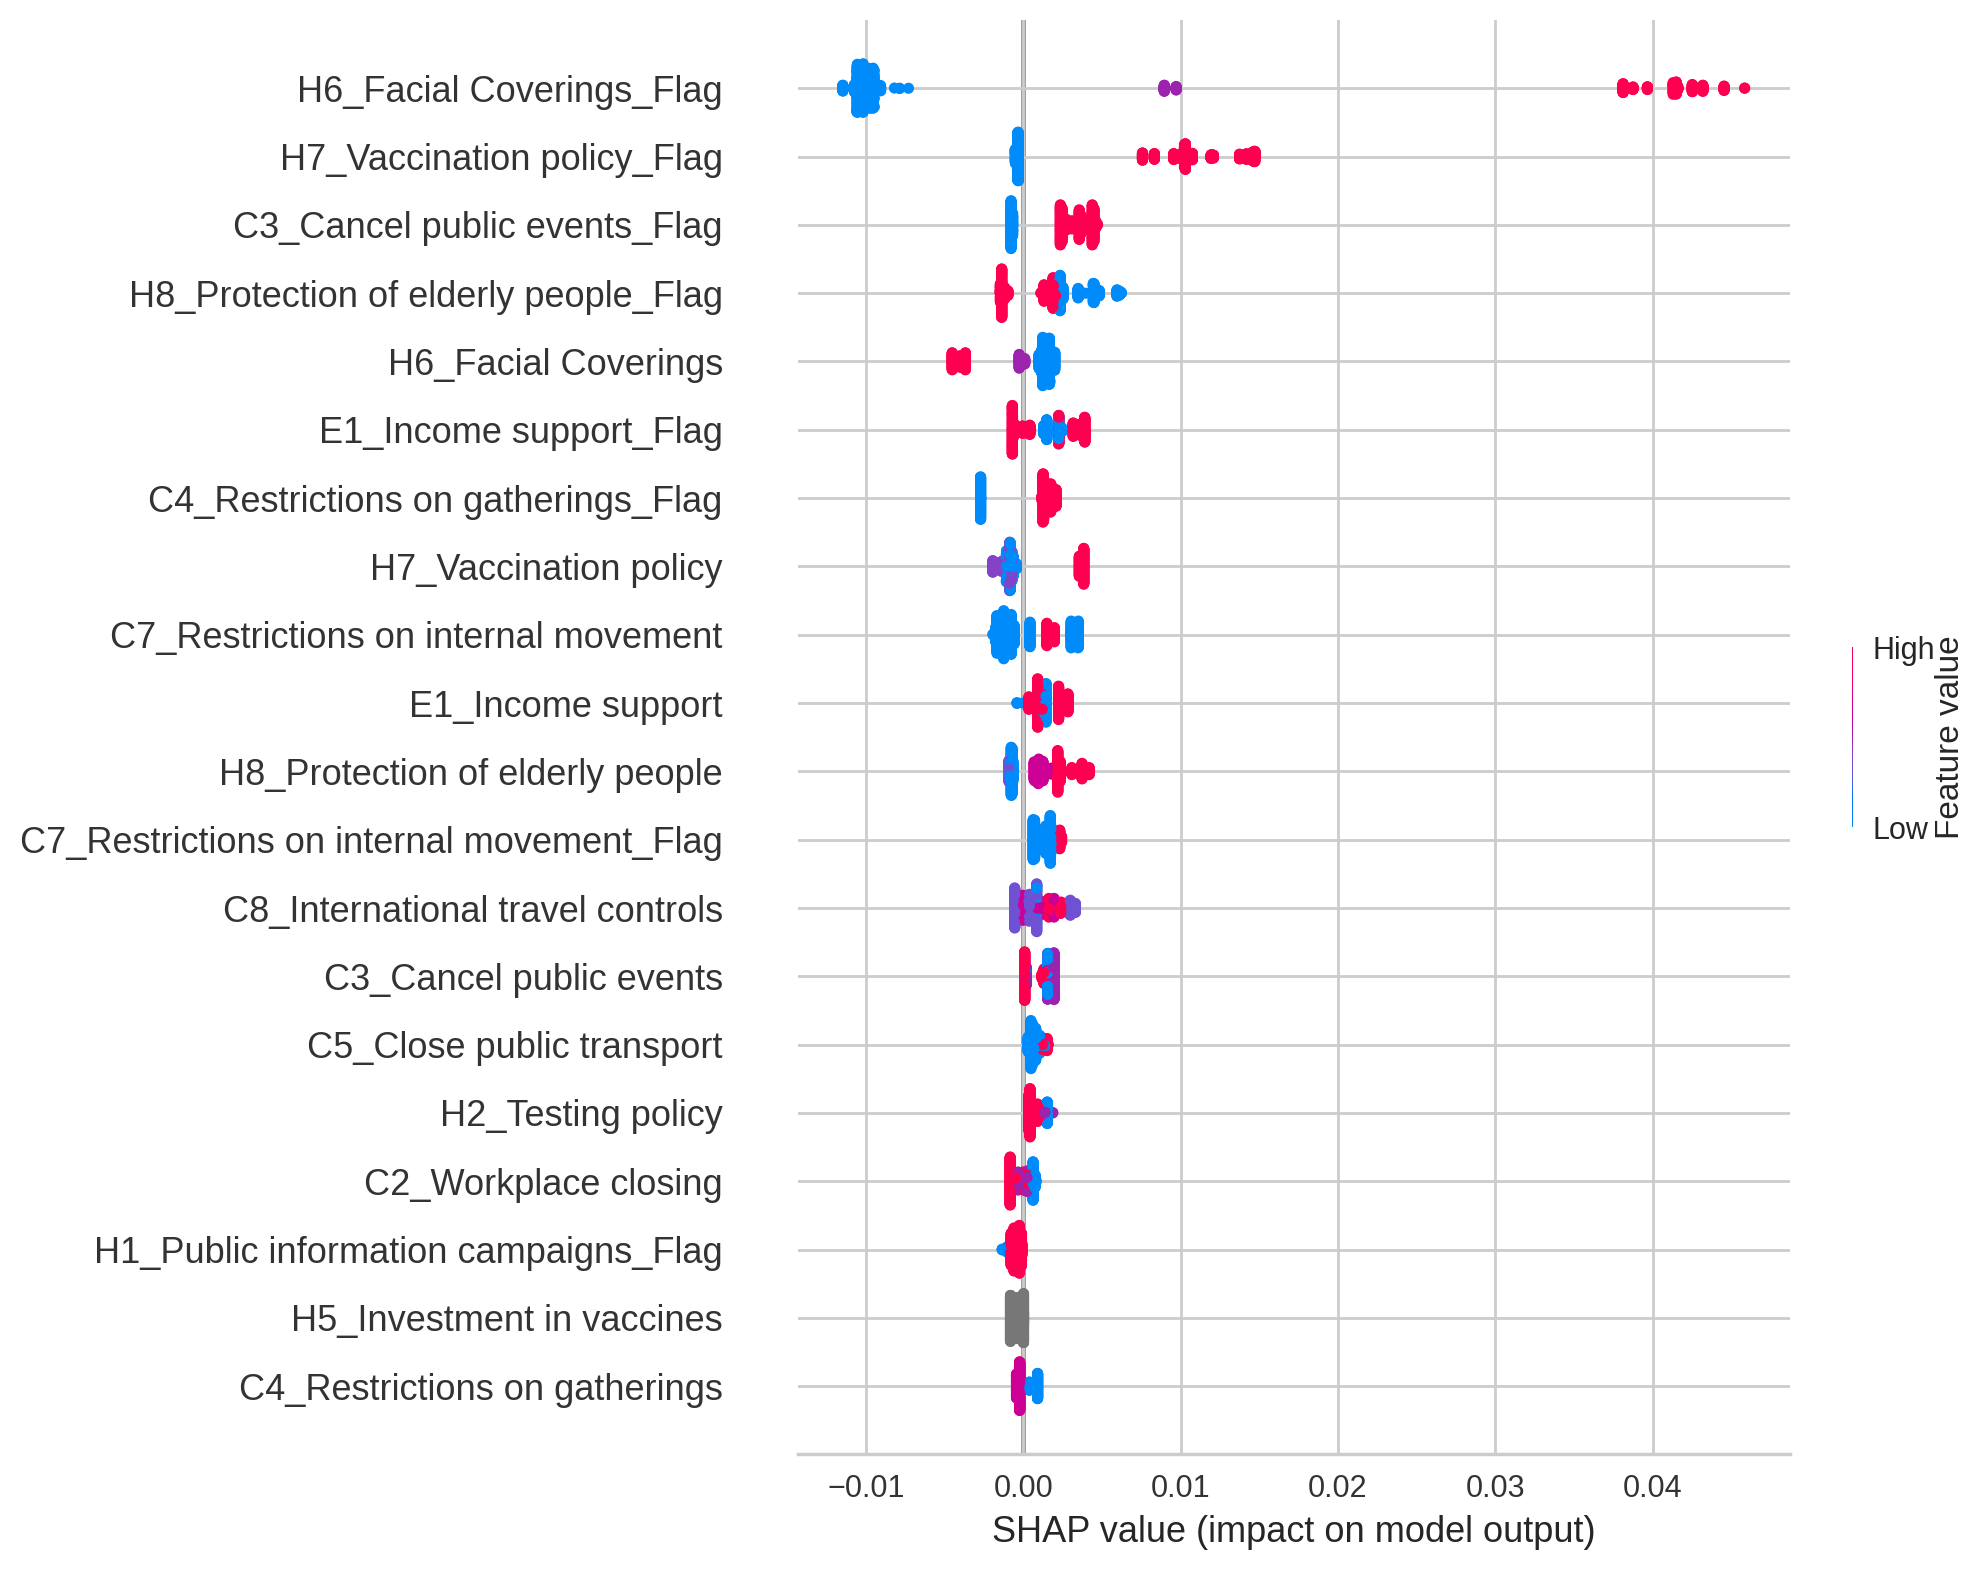 H6_Facial Coverings_Flag
H7_Vaccination policy_Flag
C3_Cancel public events_Flag
H8_Protection of elderly people_Flag
H6_Facial Coverings
E1_Income support_Flag
C4_Restrictions on gatherings_Flag
H7_Vaccination policy
C7_Restrictions on internal movement
E1_Income support
H8_Protection of elderly people
C7_Restrictions on internal movement_Flag
C8_International travel controls
C3_Cancel public events
C5_Close public transport
H2_Testing policy
C2_Workplace closing
H1_Public information campaigns_Flag
H5_Investment in vaccines
C4_Restrictions on gatherings
−0.01 0.00 0.01 0.02 0.03 0.04
SHAP value (impact on model output)
High
Low
Feature value